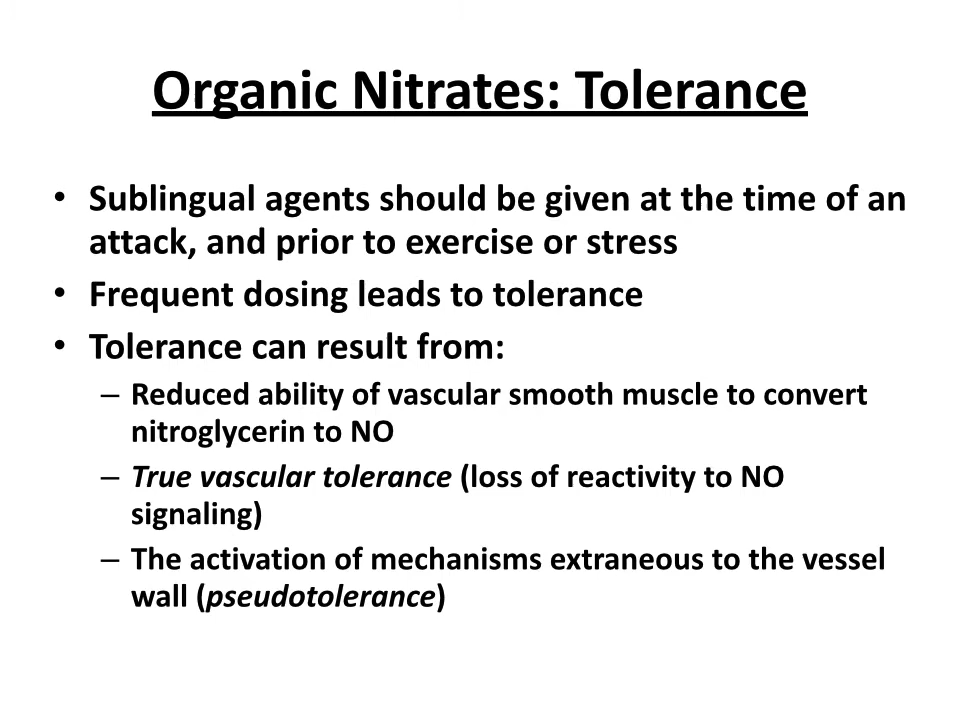 Organic Nitrates: Tolerance
• Sublingual agents should be given at the time of an
attack, and prior to exercise or stress
• Frequent dosing leads to tolerance
• Tolerance can result from:
– Reduced ability of vascular smooth muscle to convert
nitroglycerin to NO
– True vascular tolerance (loss of reactivity to NO
signaling)
– The activation of mechanisms extraneous to the vessel
wall (pseudotolerance)